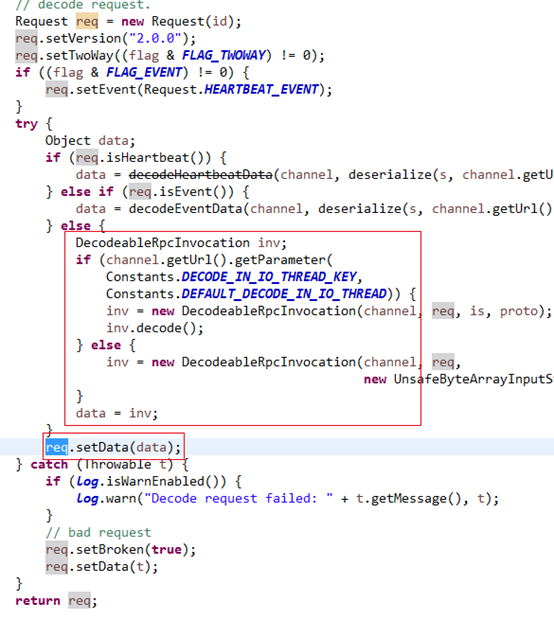 // decode request.
Request req = new Request(id);
req.setVersion("2.0.0");
req.setTwoWay((flag & FLAG_TWOWAY) != 0);
if ((flag & FLAG_EVENT) != 0) {
req.setEvent(Request.HEARTBEAT_EVENT);
}
try {
Object data;
if (req.isHeartbeat()) {
data = decodeHeartbeatData(channel, deserialize(s, channel.getU
} else if (req.isEvent()) {
data = decodeEventData(channel, deserialize(s, channel.getUrl()
} else {
DecodeableRpcInvocation inv;
if (channel.getUrl().getParameter(
Constants.DECODE_IN_IO_THREAD_KEY,
Constants.DEFAULT_DECODE_IN_IO_THREAD)) {
inv = new DecodeableRpcInvocation(channel, req, is, proto);
inv.decode();
} else {
inv = new DecodeableRpcInvocation(channel, req,
new UnsafeByteArrayInputS
}
data = inv;
}
req.setData(data);
} catch (Throwable t) {
if (log.isWarnEnabled()) {
log.warn("Decode request failed: " + t.getMessage(), t);
}
// bad request
req.setBroken(true);
req.setData(t);
}
return req;